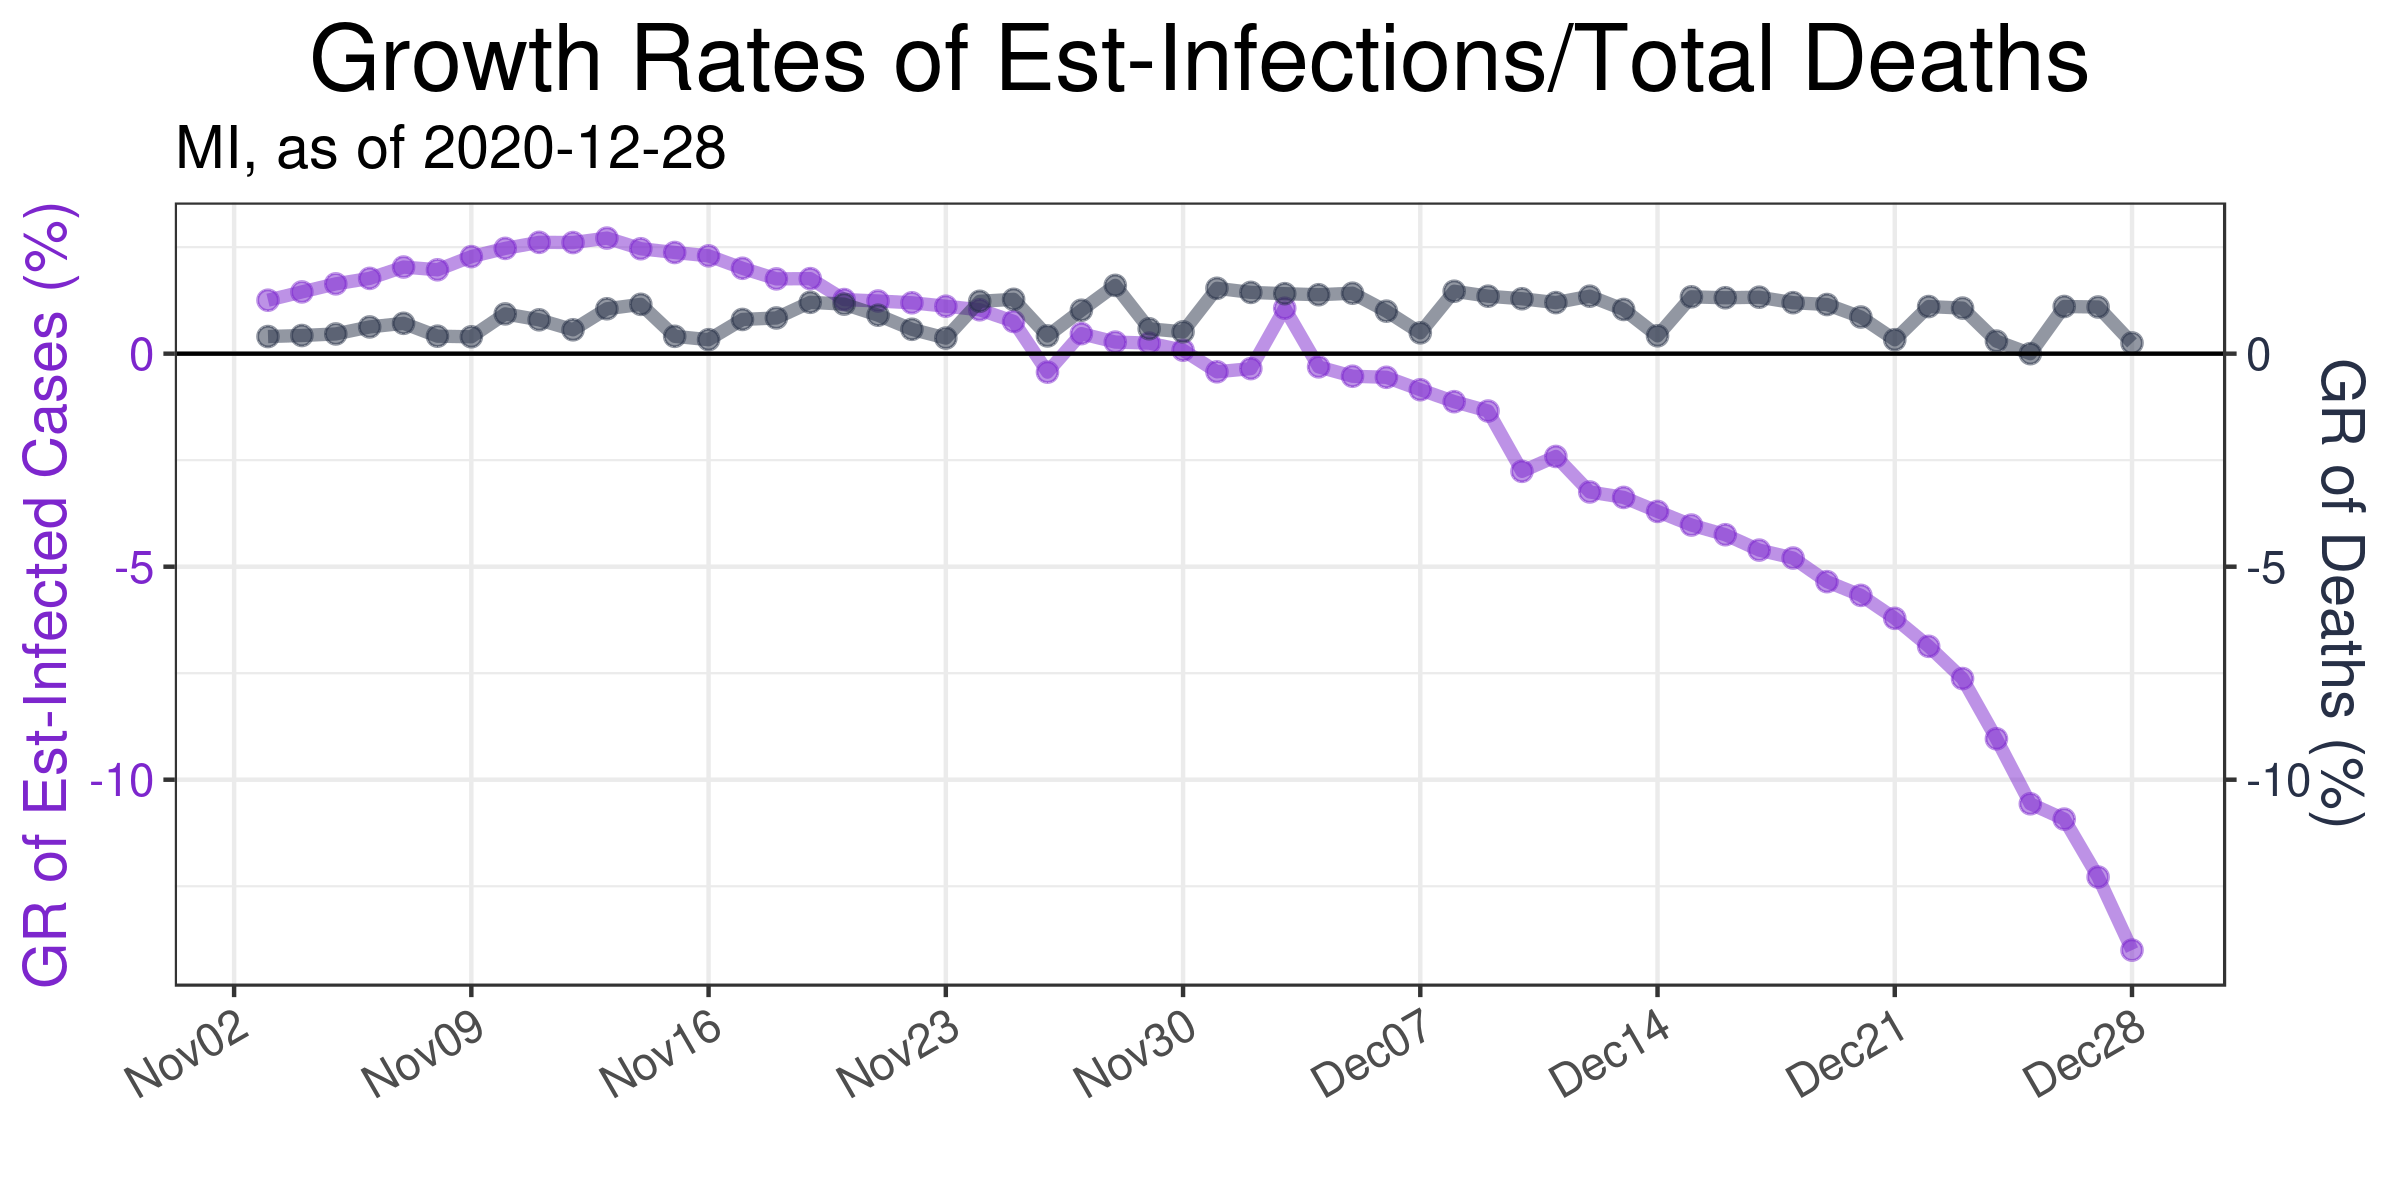 Growth Rates of Est-Infections/Total Deaths
MI, as of 2020-12-28
GR of Est-Infected Cases (%)
0
-5
-10
0
-5
-10
GR of Deaths (%)
Nov02
Nov09
Nov16
Nov23
Nov30
Dec07
Dec14
Dec21
Dec28